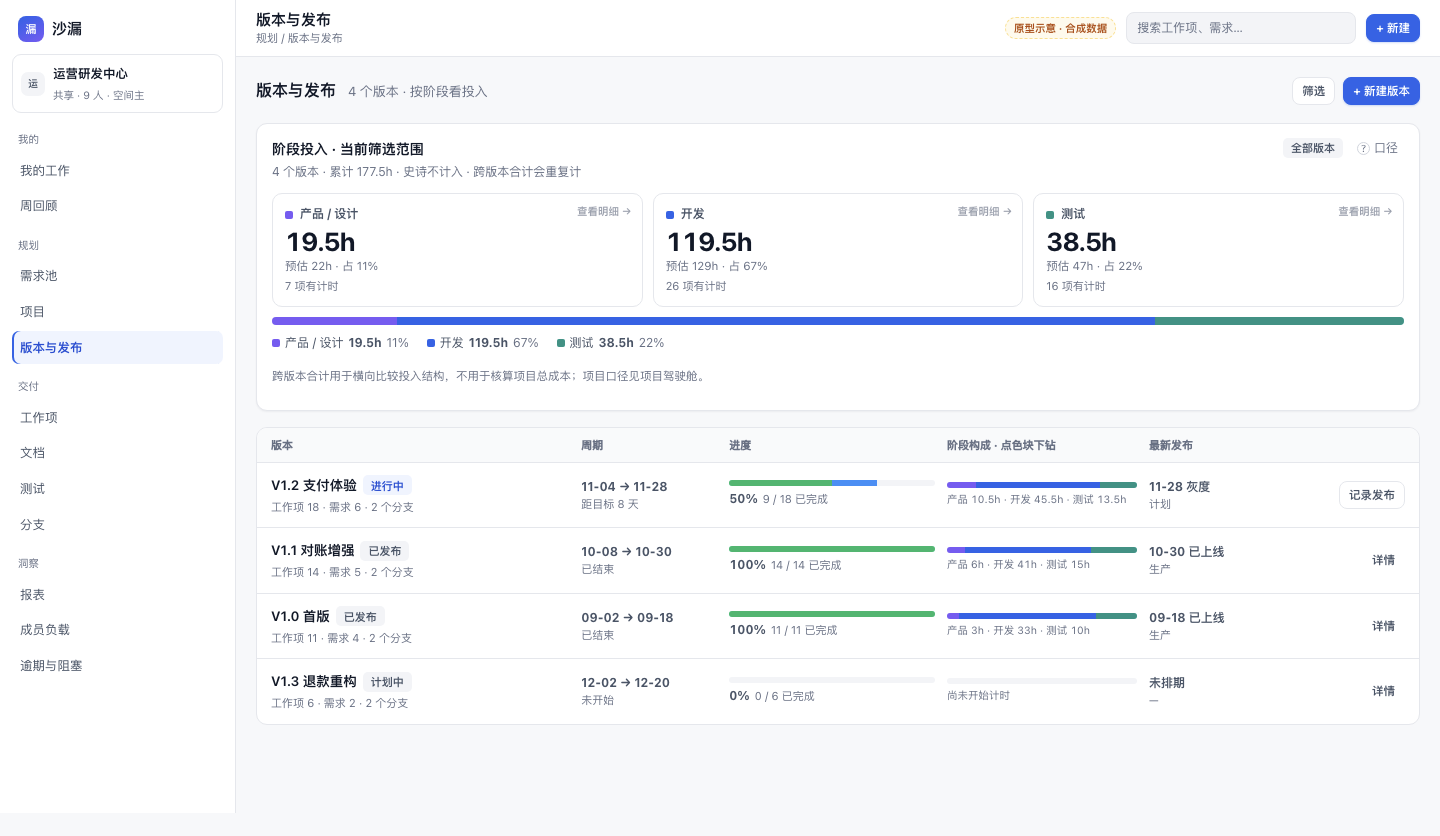 漏 沙漏
运 运营研发中心
共享 · 9 人 · 空间主
我的
我的工作
周回顾
规划
需求池
项目
版本与发布
交付
工作项
文档
测试
分支
洞察
报表
成员负载
逾期与阻塞
版本与发布
规划 / 版本与发布
原型示意 · 合成数据
搜索工作项、需求...
+ 新建
版本与发布 4 个版本 · 按阶段看投入
筛选
+ 新建版本
阶段投入 · 当前筛选范围
4 个版本 · 累计 177.5h · 史诗不计入 · 跨版本合计会重复计
全部版本
? 口径
产品 / 设计 查看明细 →
19.5h
预估 22h · 占 11%
7 项有计时
开发 查看明细 →
119.5h
预估 129h · 占 67%
26 项有计时
测试 查看明细 →
38.5h
预估 47h · 占 22%
16 项有计时
产品 / 设计 19.5h 11% 开发 119.5h 67% 测试 38.5h 22%
跨版本合计用于横向比较投入结构，不用于核算项目总成本；项目口径见项目驾驶舱。
版本 周期 进度 阶段构成 · 点色块下钻 最新发布
V1.2 支付体验 进行中
工作项 18 · 需求 6 · 2 个分支
11-04 → 11-28
距目标 8 天
50% 9 / 18 已完成
产品 10.5h · 开发 45.5h · 测试 13.5h
11-28 灰度
计划
记录发布
V1.1 对账增强 已发布
工作项 14 · 需求 5 · 2 个分支
10-08 → 10-30
已结束
100% 14 / 14 已完成
产品 6h · 开发 41h · 测试 15h
10-30 已上线
生产
详情
V1.0 首版 已发布
工作项 11 · 需求 4 · 2 个分支
09-02 → 09-18
已结束
100% 11 / 11 已完成
产品 3h · 开发 33h · 测试 10h
09-18 已上线
生产
详情
V1.3 退款重构 计划中
工作项 6 · 需求 2 · 2 个分支
12-02 → 12-20
未开始
0% 0 / 6 已完成
尚未开始计时
未排期
—
详情